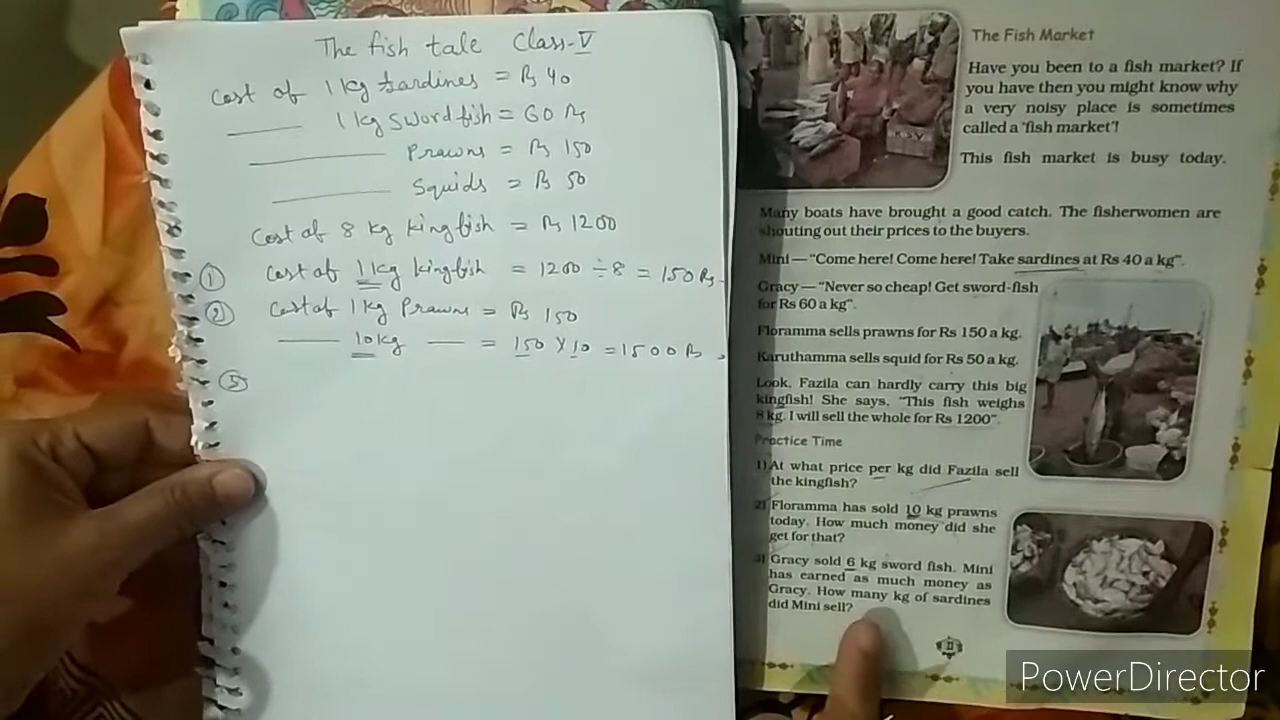 The fish tale Class-V
Cost of 1 kg sardines = Rs 40
1 kg swordfish = 60 Rs
Prawns = Rs 150
Squids = Rs 50
Cost of 8 kg kingfish = Rs 1200
① Cost of 1 kg kingfish = 1200 ÷ 8 = 150 Rs.
② Cost of 1 kg Prawns = Rs 150
10 kg = 150 × 10 = 1500 Rs.
③
The Fish Market
Have you been to a fish market? If
you have then you might know why
a very noisy place is sometimes
called a 'fish market'!
This fish market is busy today.
Many boats have brought a good catch. The fisherwomen are
shouting out their prices to the buyers.
Mini — "Come here! Come here! Take sardines at Rs 40 a kg".
Gracy — "Never so cheap! Get sword-fish
for Rs 60 a kg".
Floramma sells prawns for Rs 150 a kg.
Karuthamma sells squid for Rs 50 a kg.
Look, Fazila can hardly carry this big
kingfish! She says, "This fish weighs
8 kg. I will sell the whole for Rs 1200".
Practice Time
1) At what price per kg did Fazila sell
the kingfish?
2) Floramma has sold 10 kg prawns
today. How much money did she
get for that?
3) Gracy sold 6 kg sword fish. Mini
has earned as much money as
Gracy. How many kg of sardines
did Mini sell?
11
PowerDirector